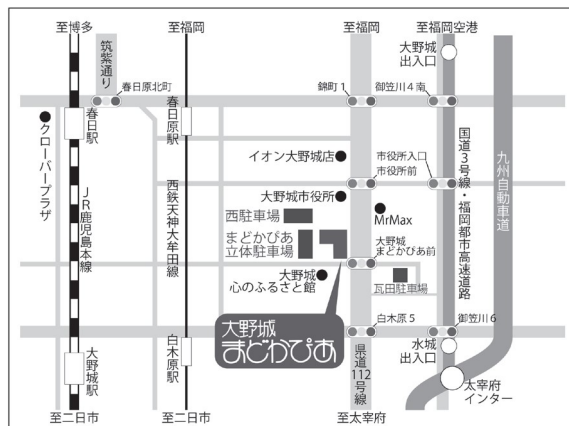 至博多
至福岡
至福岡
至福岡空港
筑紫通り
大野城
出入口
春日原北町
錦町1
御笠川4南
春日駅
春日原駅
クローバープラザ
イオン大野城店
市役所入口
市役所前
国道3号線・福岡都市高速道路
九州自動車道
JR鹿児島本線
西鉄天神大牟田線
大野城市役所
西駐車場
MrMax
まどかぴあ
立体駐車場
大野城
まどかぴあ前
大野城
心のふるさと館
瓦田駐車場
大野城
まどかぴあ
白木原5
御笠川6
白木原駅
大野城駅
県道112号線
水城
出入口
太宰府
インター
至二日市
至二日市
至太宰府